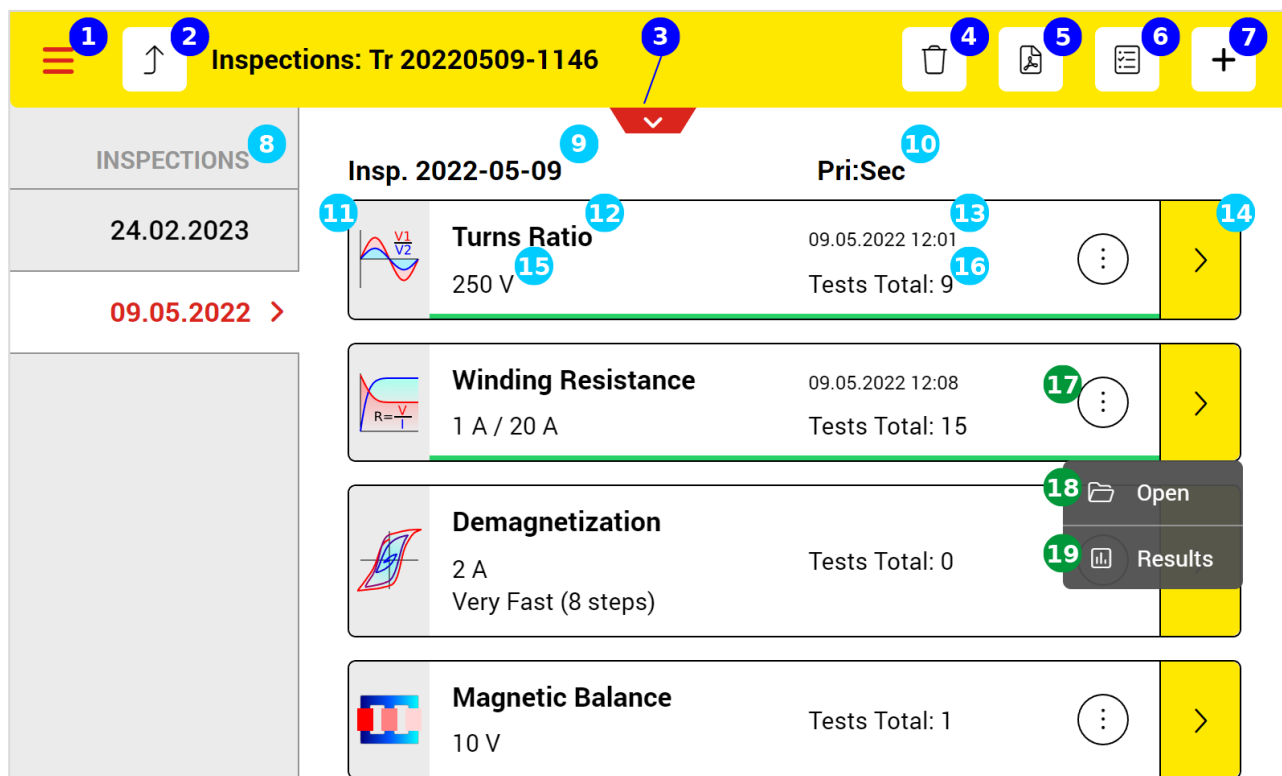 1
2
3
4
5
6
7
Inspections: Tr 20220509-1146
INSPECTIONS
8
24.02.2023
09.05.2022
9
10
Insp. 2022-05-09
Pri:Sec
11
12
13
14
V1
V2
Turns Ratio
09.05.2022 12:01
15
16
250 V
Tests Total: 9
Winding Resistance
09.05.2022 12:08
17
R=V/I
1 A / 20 A
Tests Total: 15
18
Open
Demagnetization
2 A
Tests Total: 0
19
Results
Very Fast (8 steps)
Magnetic Balance
10 V
Tests Total: 1